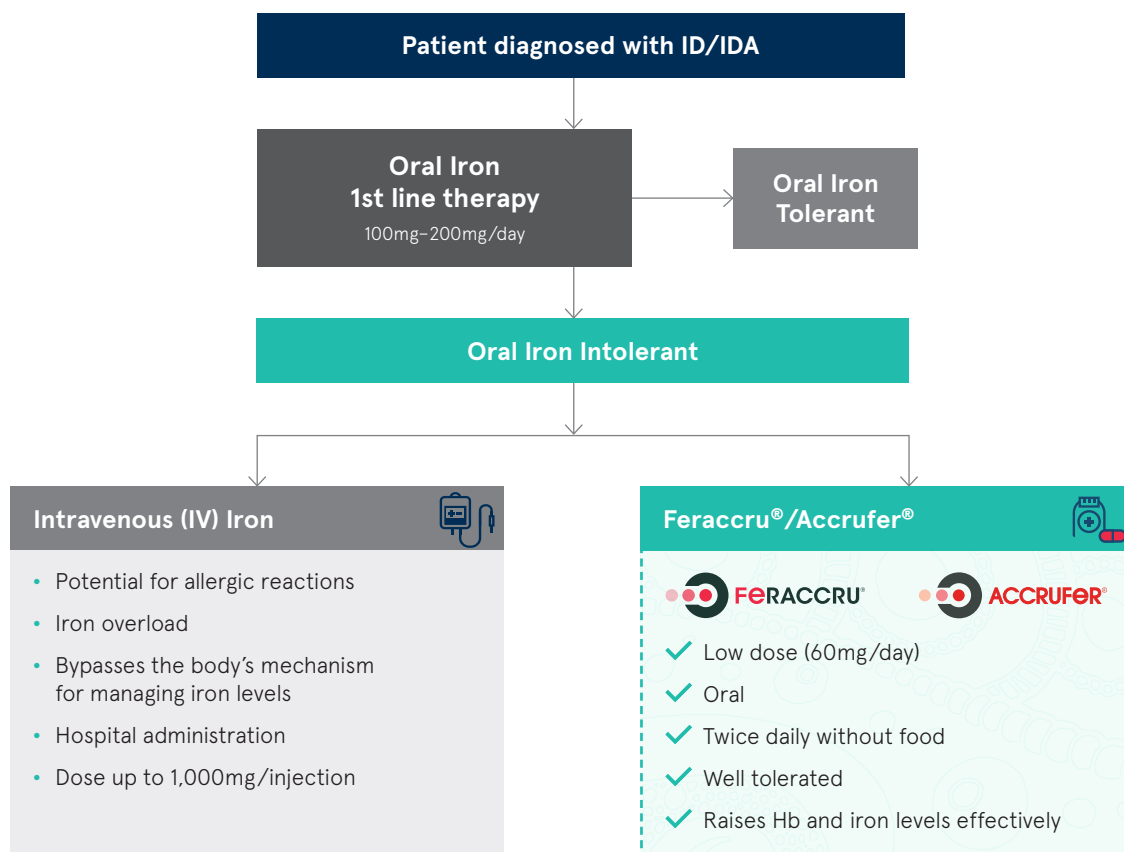 Patient diagnosed with ID/IDA
Oral Iron
1st line therapy
100mg–200mg/day
Oral Iron
Tolerant
Oral Iron Intolerant
Intravenous (IV) Iron
• Potential for allergic reactions
• Iron overload
• Bypasses the body’s mechanism
for managing iron levels
• Hospital administration
• Dose up to 1,000mg/injection
Feraccru®/Accrufer®
FeRACCRU®
ACCRUFeR®
Low dose (60mg/day)
Oral
Twice daily without food
Well tolerated
Raises Hb and iron levels effectively